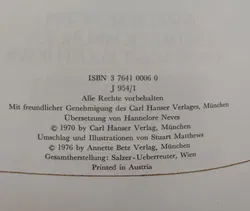 ISBN 3 7641 0006 0
J 954/1
Alle Rechte vorbehalten
Mit freundlicher Genehmigung des Carl Hanser Verlages, München
Übersetzung von Hannelore Neves
© 1970 by Carl Hanser Verlag, München
Umschlag und Illustrationen von Stuart Matthews
© 1976 by Annette Betz Verlag, München
Gesamtherstellung: Salzer-Ueberreuter, Wien
Printed in Austria